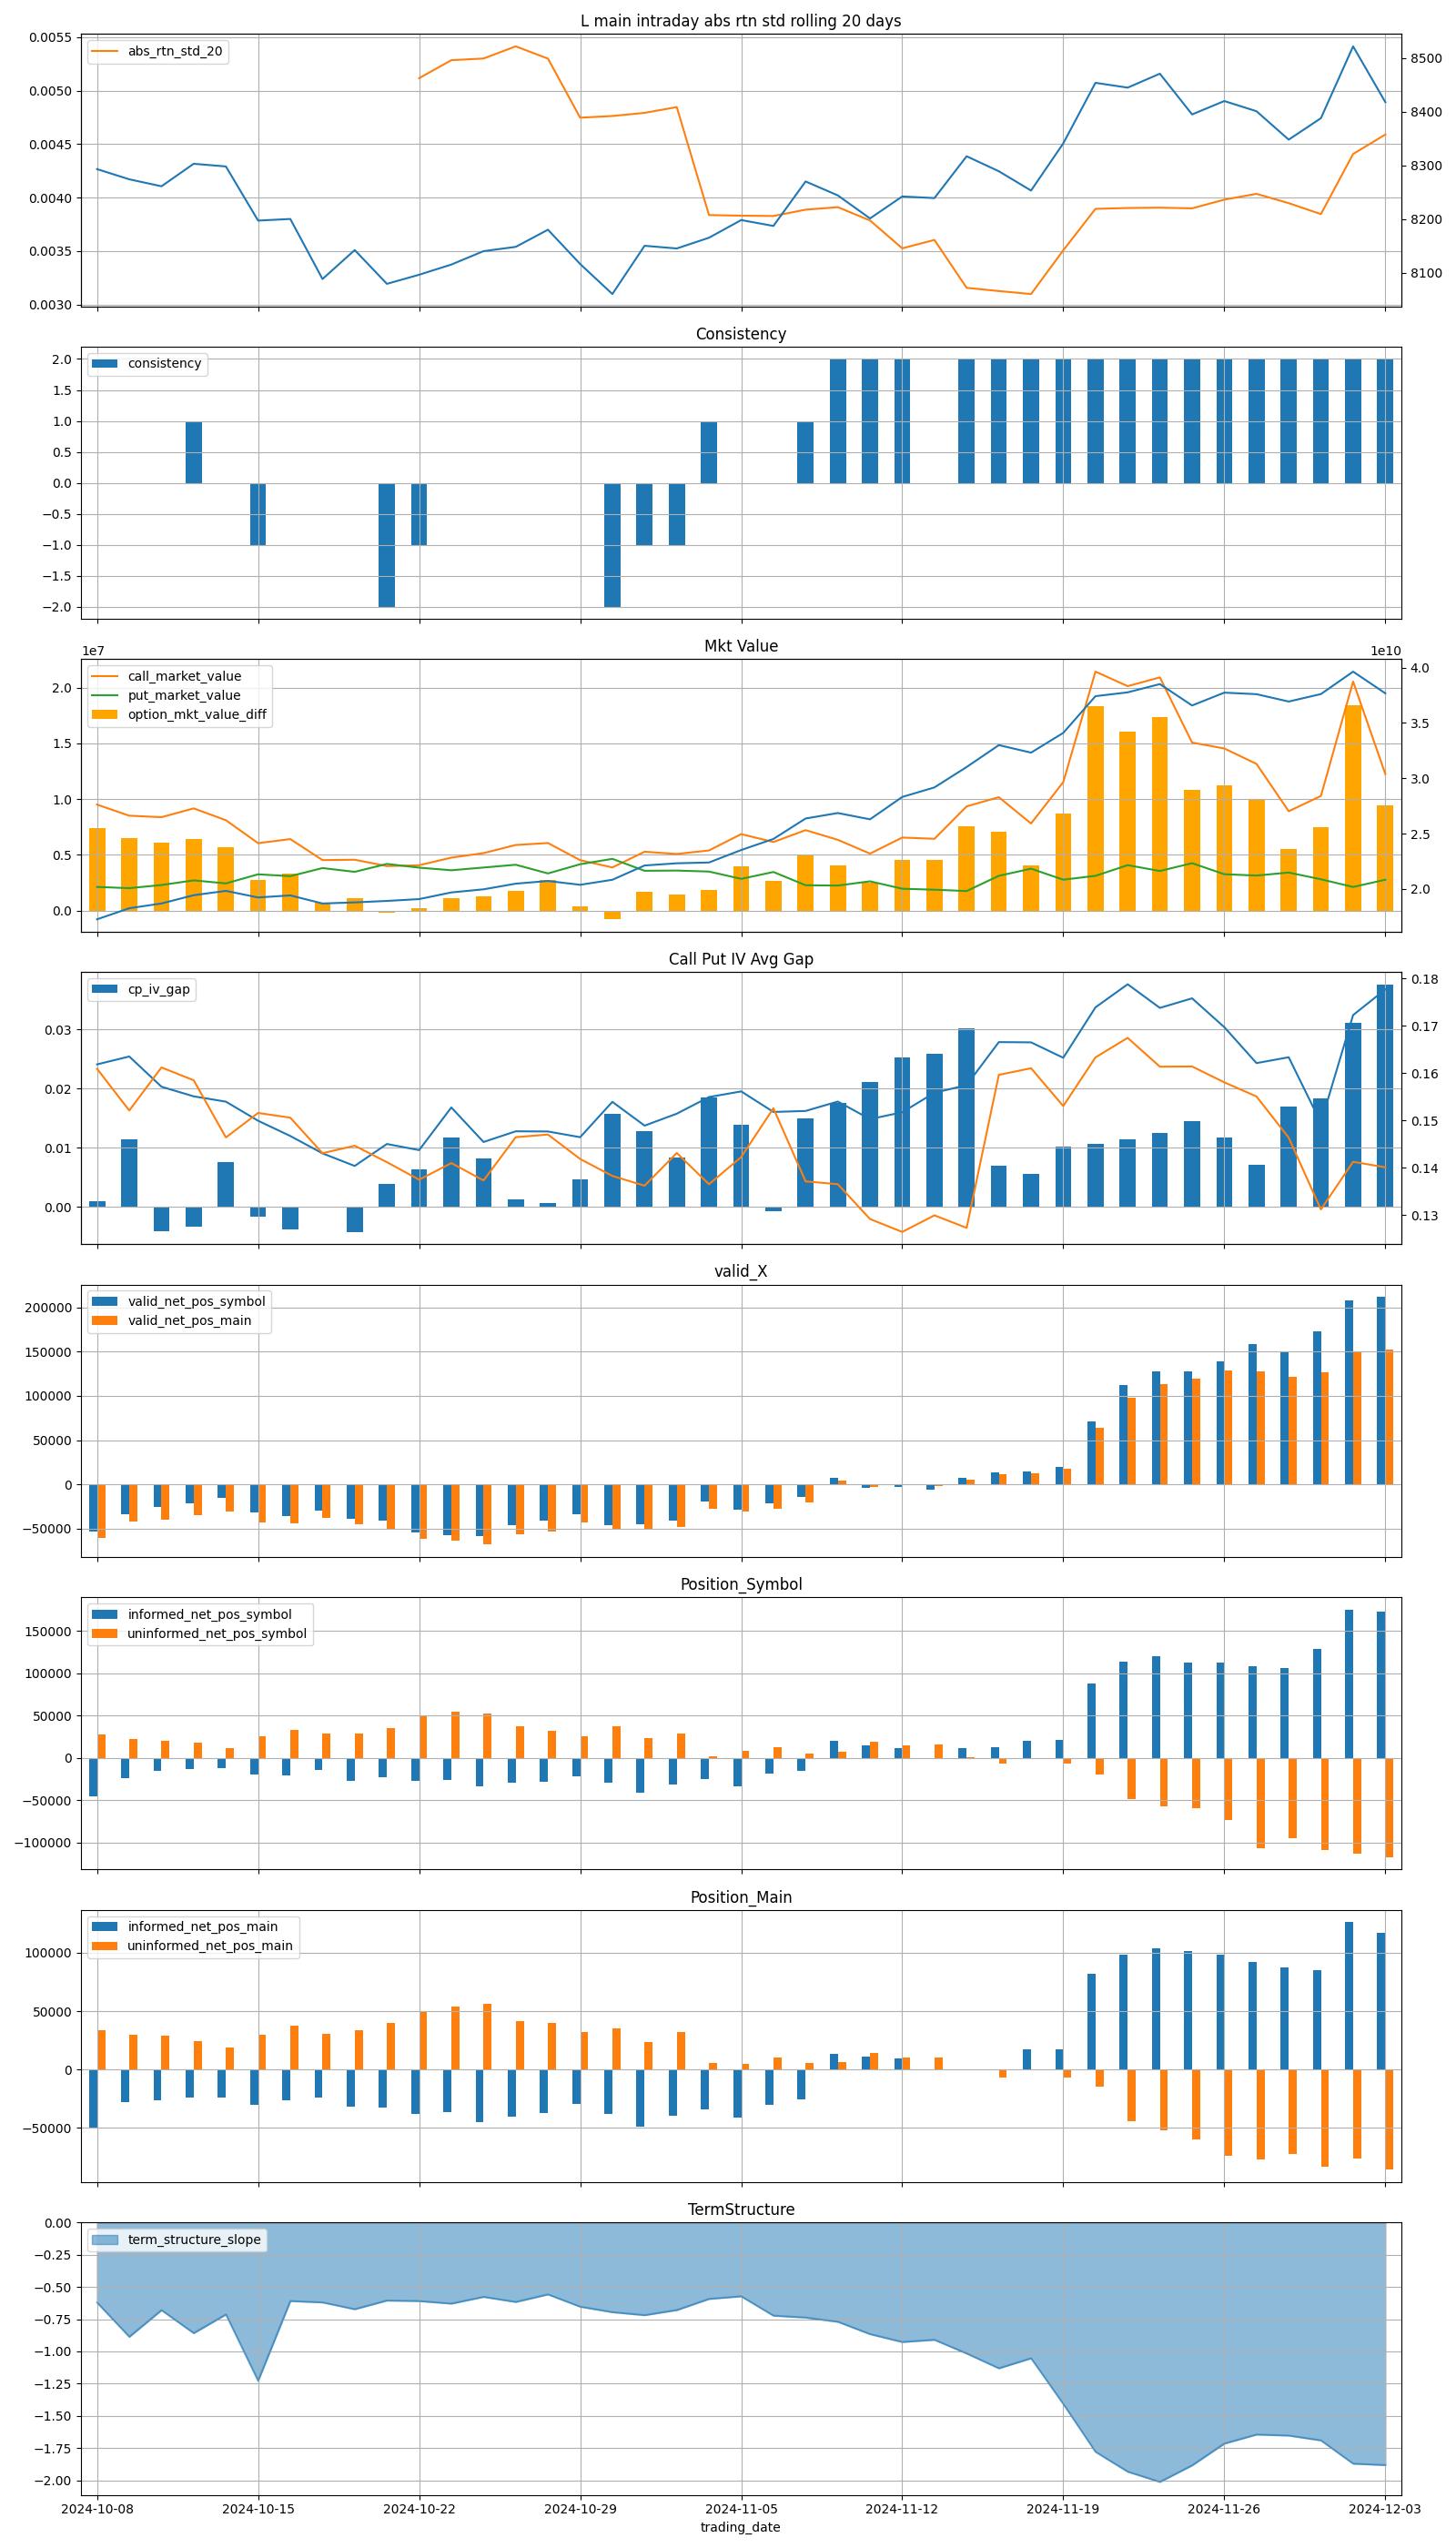 L main intraday abs rtn std rolling 20 days
abs_rtn_std_20
0.0055
0.0050
0.0045
0.0040
0.0035
0.0030
8500
8400
8300
8200
8100
Consistency
consistency
2.0
1.5
1.0
0.5
0.0
−0.5
−1.0
−1.5
−2.0
Mkt Value
1e7
1e10
call_market_value
put_market_value
option_mkt_value_diff
2.0
1.5
1.0
0.5
0.0
4.0
3.5
3.0
2.5
2.0
Call Put IV Avg Gap
cp_iv_gap
0.03
0.02
0.01
0.00
0.18
0.17
0.16
0.15
0.14
0.13
valid_X
valid_net_pos_symbol
valid_net_pos_main
200000
150000
100000
50000
0
−50000
Position_Symbol
informed_net_pos_symbol
uninformed_net_pos_symbol
150000
100000
50000
0
−50000
−100000
Position_Main
informed_net_pos_main
uninformed_net_pos_main
100000
50000
0
−50000
TermStructure
term_structure_slope
0.00
−0.25
−0.50
−0.75
−1.00
−1.25
−1.50
−1.75
−2.00
2024-10-08 2024-10-15 2024-10-22 2024-10-29 2024-11-05 2024-11-12 2024-11-19 2024-11-26 2024-12-03
trading_date